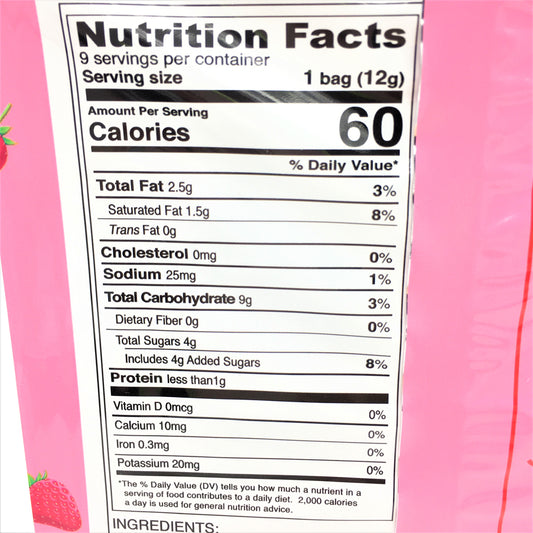 Nutrition Facts
9 servings per container
Serving size 1 bag (12g)
Amount Per Serving
Calories 60
% Daily Value*
Total Fat 2.5g 3%
Saturated Fat 1.5g 8%
Trans Fat 0g
Cholesterol 0mg 0%
Sodium 25mg 1%
Total Carbohydrate 9g 3%
Dietary Fiber 0g 0%
Total Sugars 4g
Includes 4g Added Sugars 8%
Protein less than1g
Vitamin D 0mcg 0%
Calcium 10mg 0%
Iron 0.3mg 0%
Potassium 20mg 0%
*The % Daily Value (DV) tells you how much a nutrient in a
serving of food contributes to a daily diet. 2,000 calories
a day is used for general nutrition advice.
INGREDIENTS: